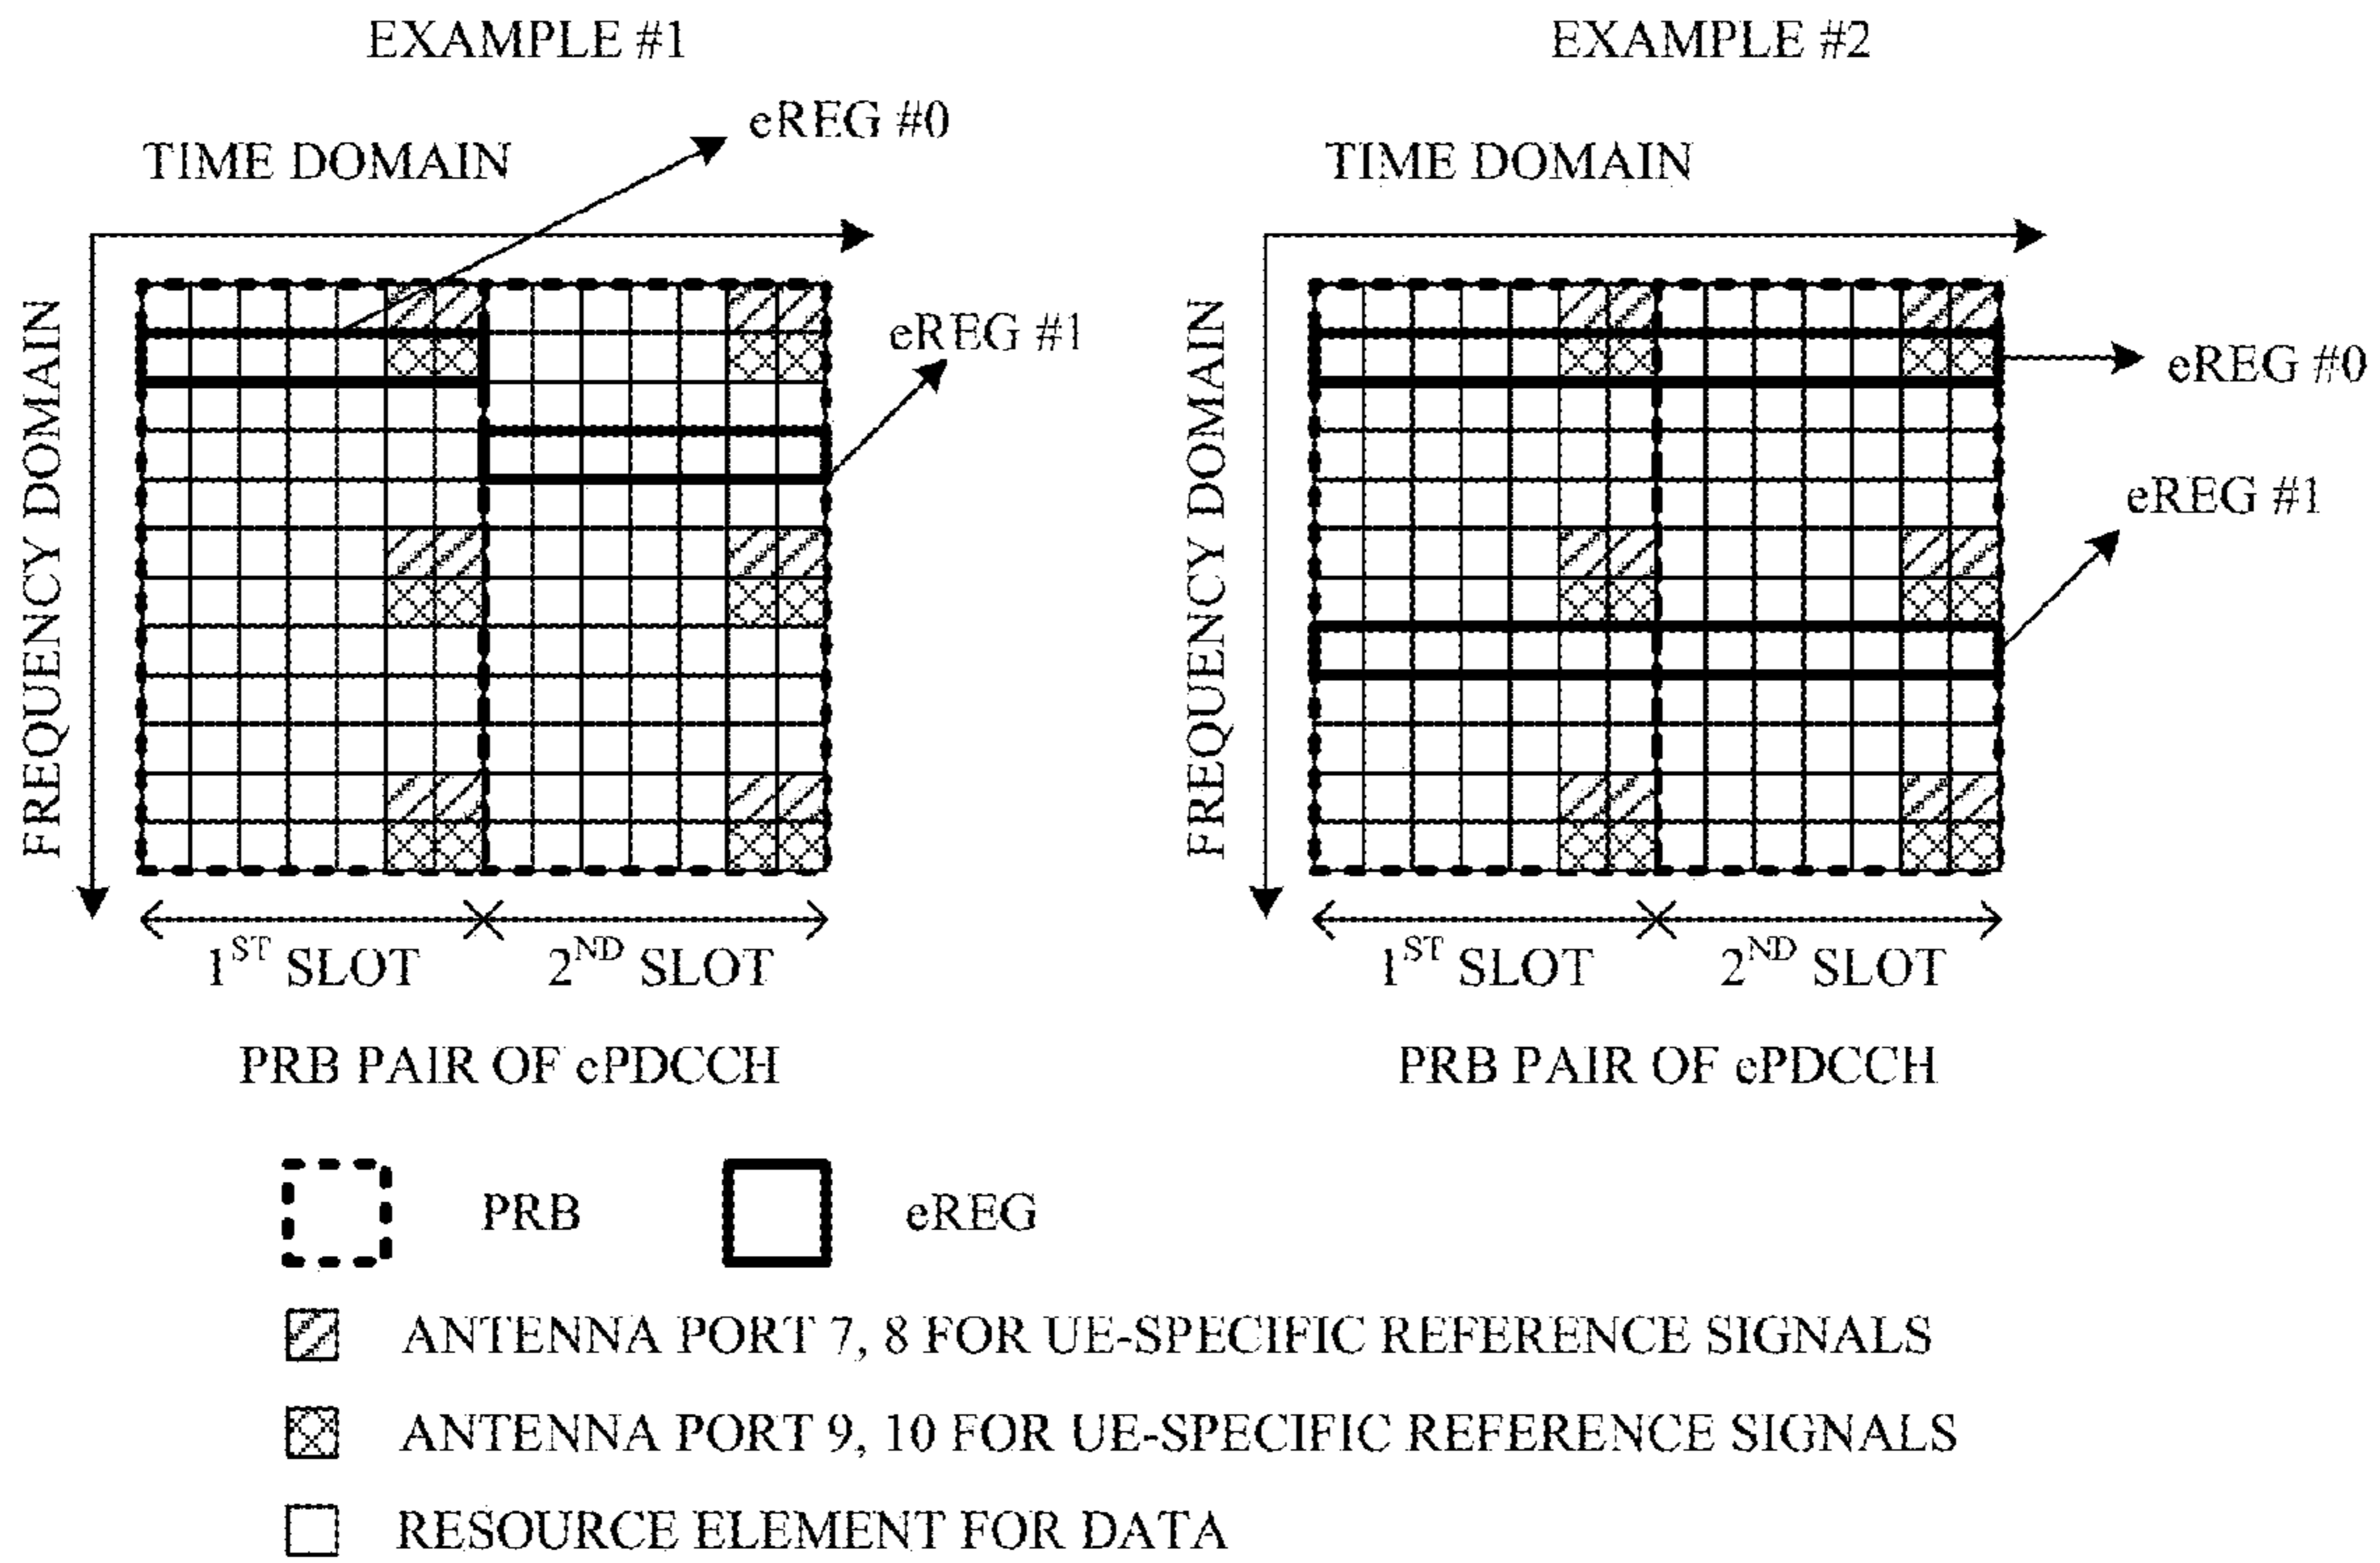 EXAMPLE #1
eREG #0
TIME DOMAIN
eREG #1
FREQUENCY DOMAIN
1ST SLOT
2ND SLOT
PRB PAIR OF ePDCCH
EXAMPLE #2
TIME DOMAIN
eREG #0
eREG #1
FREQUENCY DOMAIN
1ST SLOT
2ND SLOT
PRB PAIR OF ePDCCH
PRB
eREG
ANTENNA PORT 7, 8 FOR UE-SPECIFIC REFERENCE SIGNALS
ANTENNA PORT 9, 10 FOR UE-SPECIFIC REFERENCE SIGNALS
RESOURCE ELEMENT FOR DATA